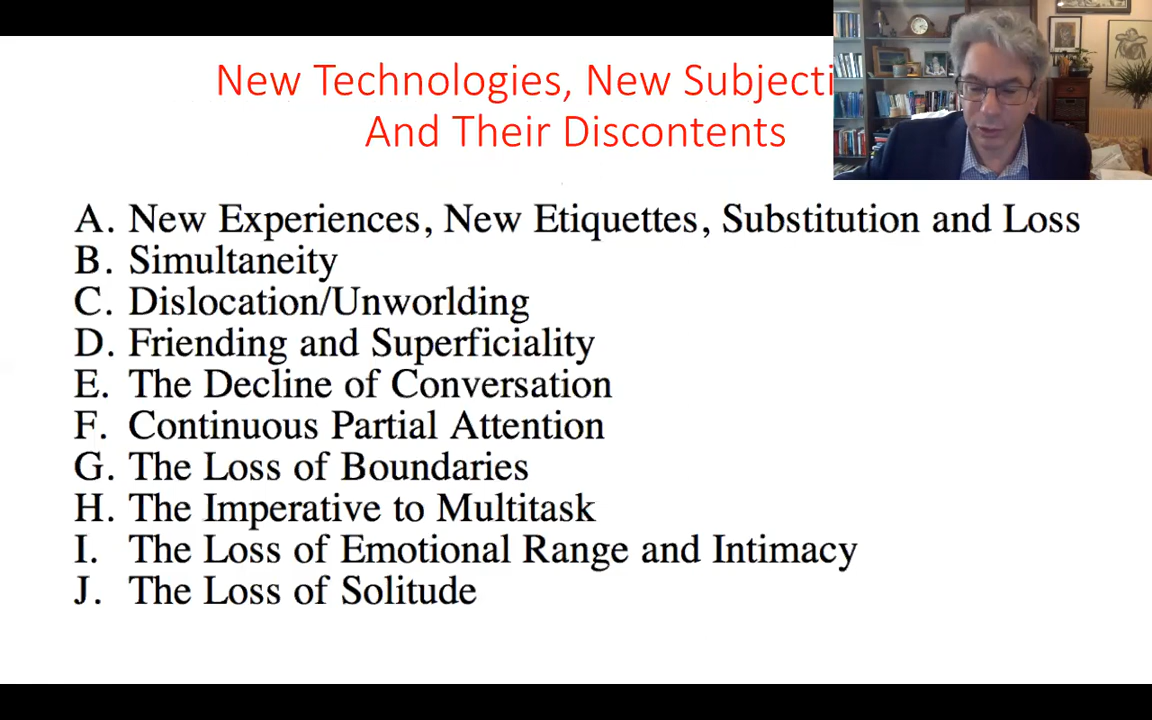 New Technologies, New Subjecti
And Their Discontents
A. New Experiences, New Etiquettes, Substitution and Loss
B. Simultaneity
C. Dislocation/Unworlding
D. Friending and Superficiality
E. The Decline of Conversation
F. Continuous Partial Attention
G. The Loss of Boundaries
H. The Imperative to Multitask
I. The Loss of Emotional Range and Intimacy
J. The Loss of Solitude